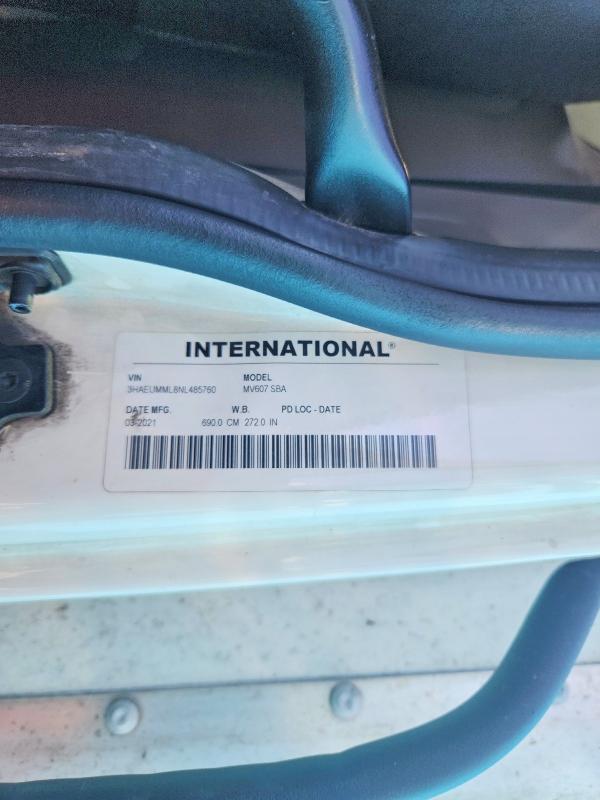 INTERNATIONAL®
VIN MODEL
3HAEUMML8NL485760 MV607 SBA
DATE MFG. W.B. PD LOC - DATE
03-2021 690.0 CM 272.0 IN